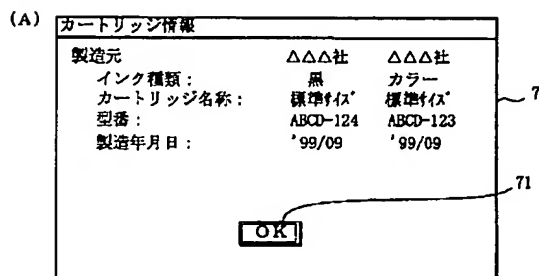 (A)
カートリッジ情報
製造元 △△△社 △△△社
インク種類： 黒 カラー
カートリッジ名称： 標準サイズ 標準サイズ
型番： ABCD-124 ABCD-123
製造年月日： '99/09 '99/09
7
71
OK